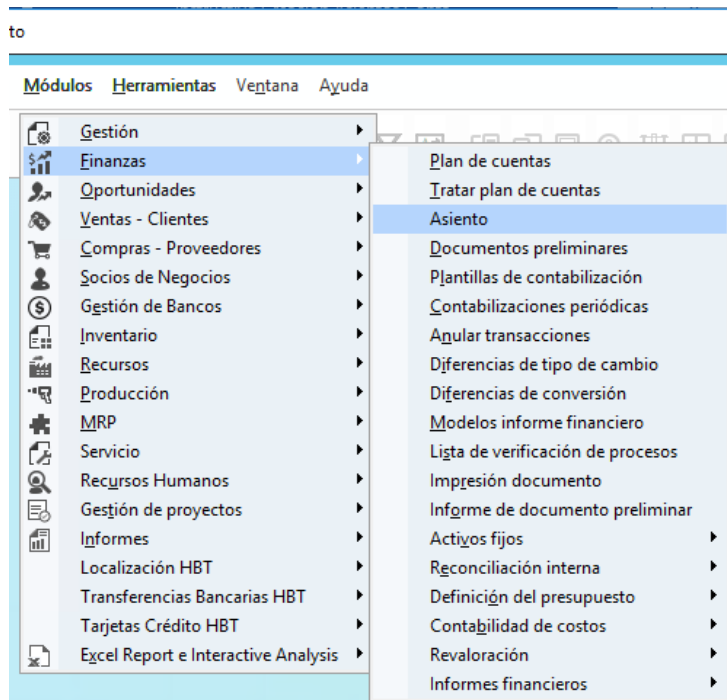 to
Módulos Herramientas Ventana Ayuda
Gestión
Finanzas
Oportunidades
Ventas - Clientes
Compras - Proveedores
Socios de Negocios
Gestión de Bancos
Inventario
Recursos
Producción
MRP
Servicio
Recursos Humanos
Gestión de proyectos
Informes
Localización HBT
Transferencias Bancarias HBT
Tarjetas Crédito HBT
Excel Report e Interactive Analysis
Plan de cuentas
Tratar plan de cuentas
Asiento
Documentos preliminares
Plantillas de contabilización
Contabilizaciones periódicas
Anular transacciones
Diferencias de tipo de cambio
Diferencias de conversión
Modelos informe financiero
Lista de verificación de procesos
Impresión documento
Informe de documento preliminar
Activos fijos
Reconciliación interna
Definición del presupuesto
Contabilidad de costos
Revaloración
Informes financieros